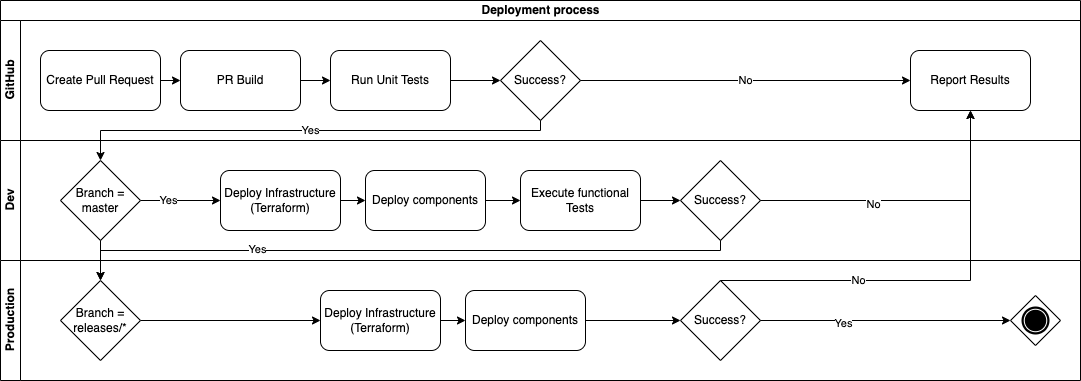 Deployment process
GitHub
Create Pull Request
PR Build
Run Unit Tests
Success?
No
Report Results
Yes
Dev
Branch =
master
Yes
Deploy Infrastructure
(Terraform)
Deploy components
Execute functional
Tests
Success?
No
Yes
Production
Branch =
releases/*
Deploy Infrastructure
(Terraform)
Deploy components
Success?
No
Yes